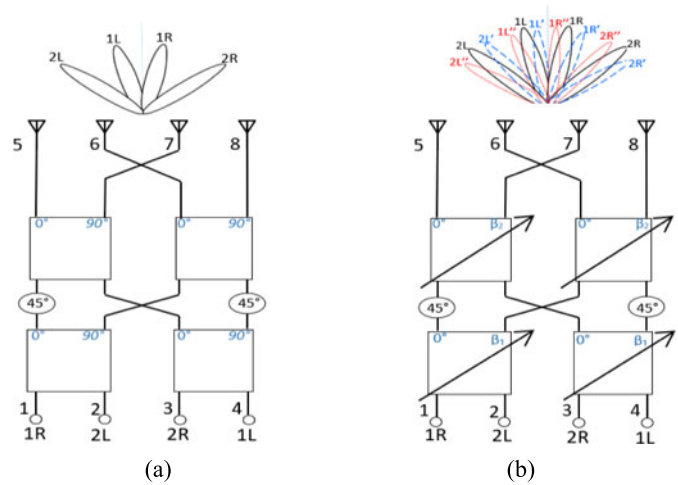 2L 1L 1R 2R
5 6 7 8
0° 90° 0° 90°
45° 45°
0° 90° 0° 90°
1 2 3 4
1R 2L 2R 1L
(a)
2L'' 2L 2L' 1L'' 1L 1L' 1R'' 1R 1R' 2R'' 2R 2R'
5 6 7 8
0° β₂ 0° β₂
45° 45°
0° β₁ 0° β₁
1 2 3 4
1R 2L 2R 1L
(b)